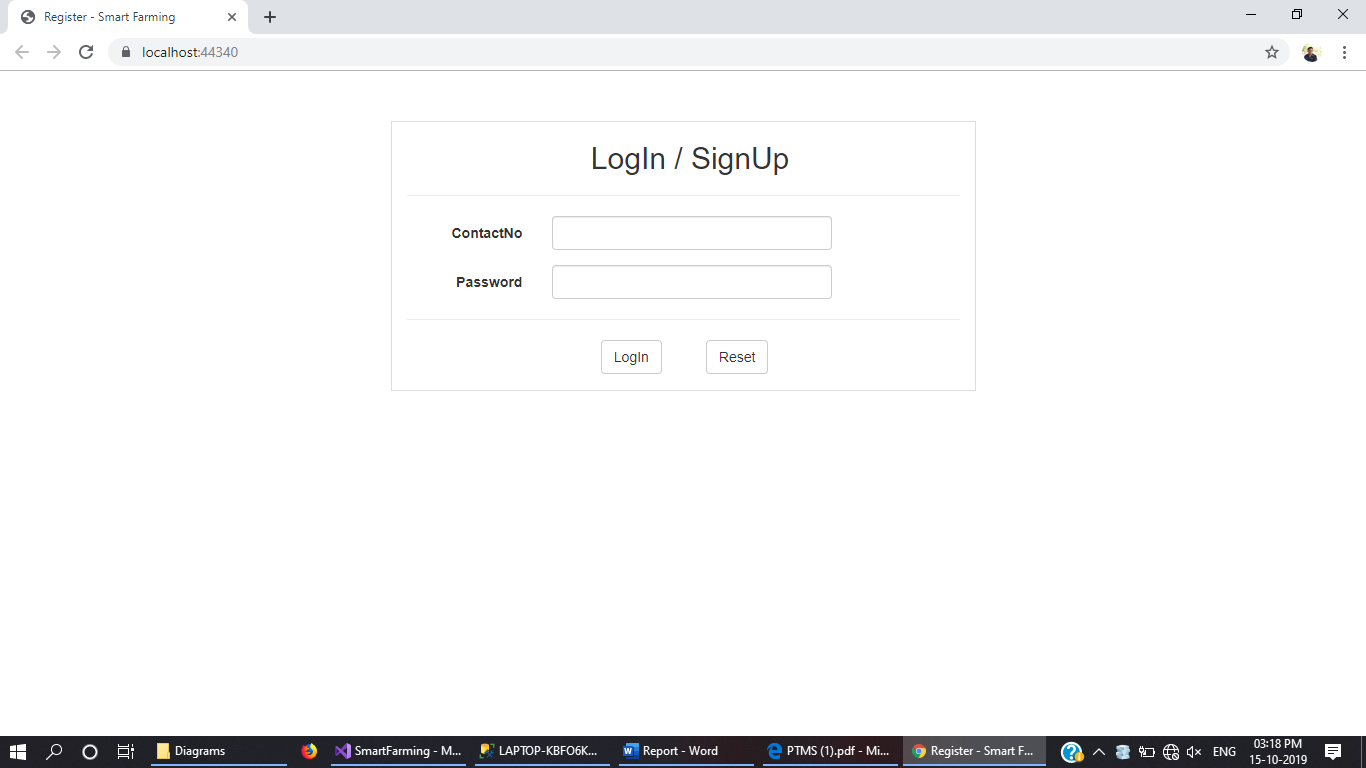 Register - Smart Farming
localhost:44340
LogIn / SignUp
ContactNo
Password
LogIn Reset
Diagrams SmartFarming - M... LAPTOP-KBFO6K... Report - Word PTMS (1).pdf - Mi... Register - Smart F... ENG 03:18 PM
15-10-2019